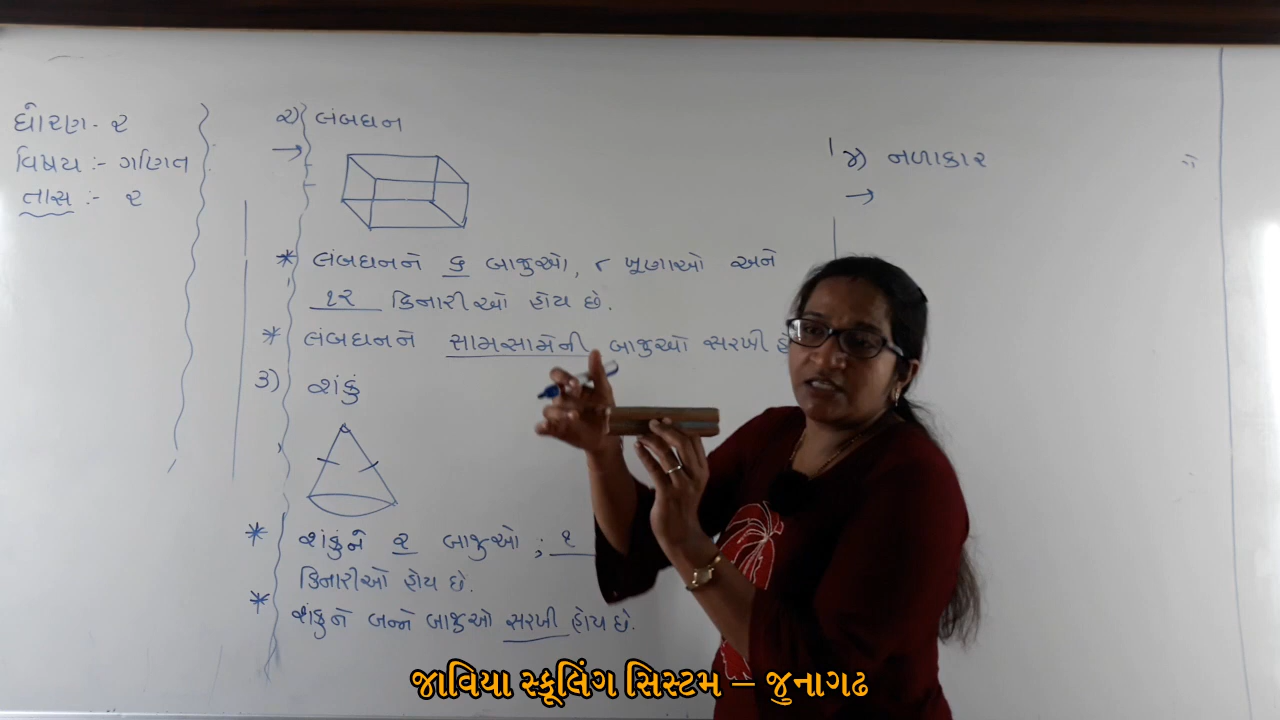 ધોરણ - ૨
વિષય :- ગણિત
તાસ :- ૨
૨) લંબઘન
→
* લંબઘનને ૬ બાજુઓ, ૮ ખૂણાઓ અને
૧૨ કિનારીઓ હોય છે.
* લંબઘનને સામસામેની બાજુઓ સરખી
૩) શંકું
* શંકુંને ૨ બાજુઓ ; ૧
કિનારીઓ હોય છે.
* શંકુને બન્ને બાજુઓ સરખી હોય છે.
૪) નળાકાર
→
જાવિયા સ્કૂલિંગ સિસ્ટમ – જુનાગઢ